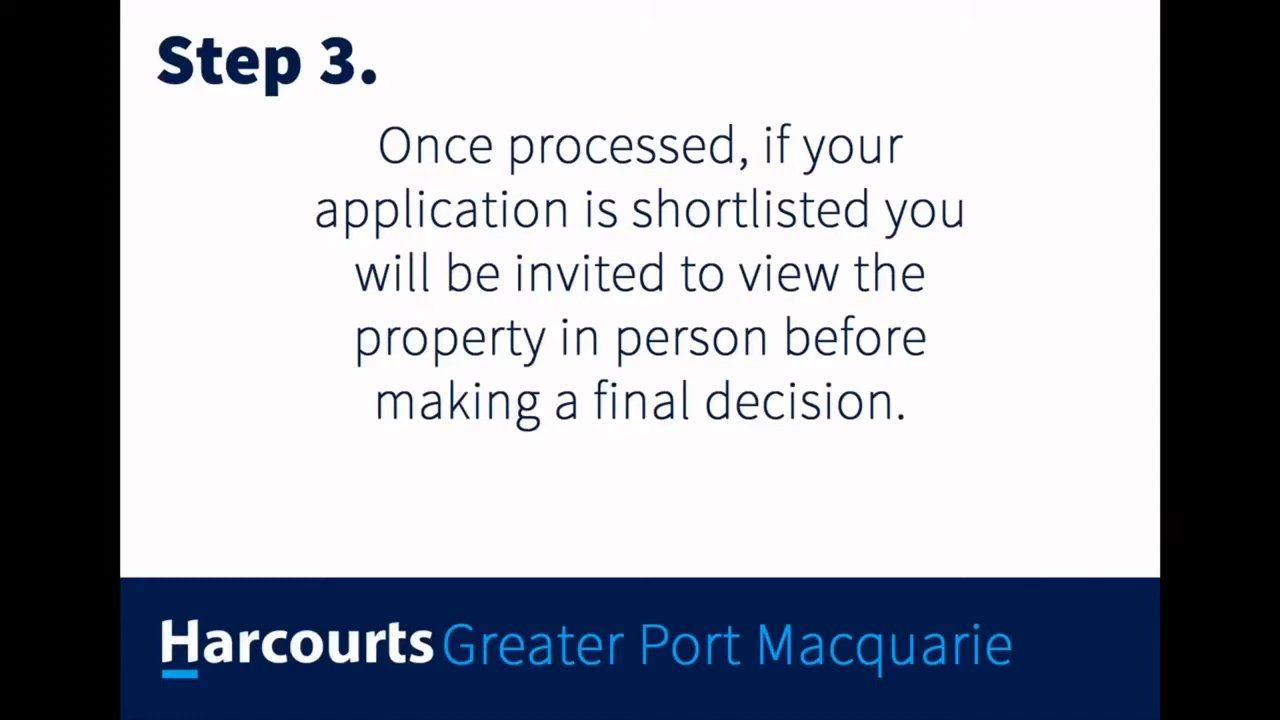 Step 3.
Once processed, if your
application is shortlisted you
will be invited to view the
property in person before
making a final decision.
Harcourts Greater Port Macquarie